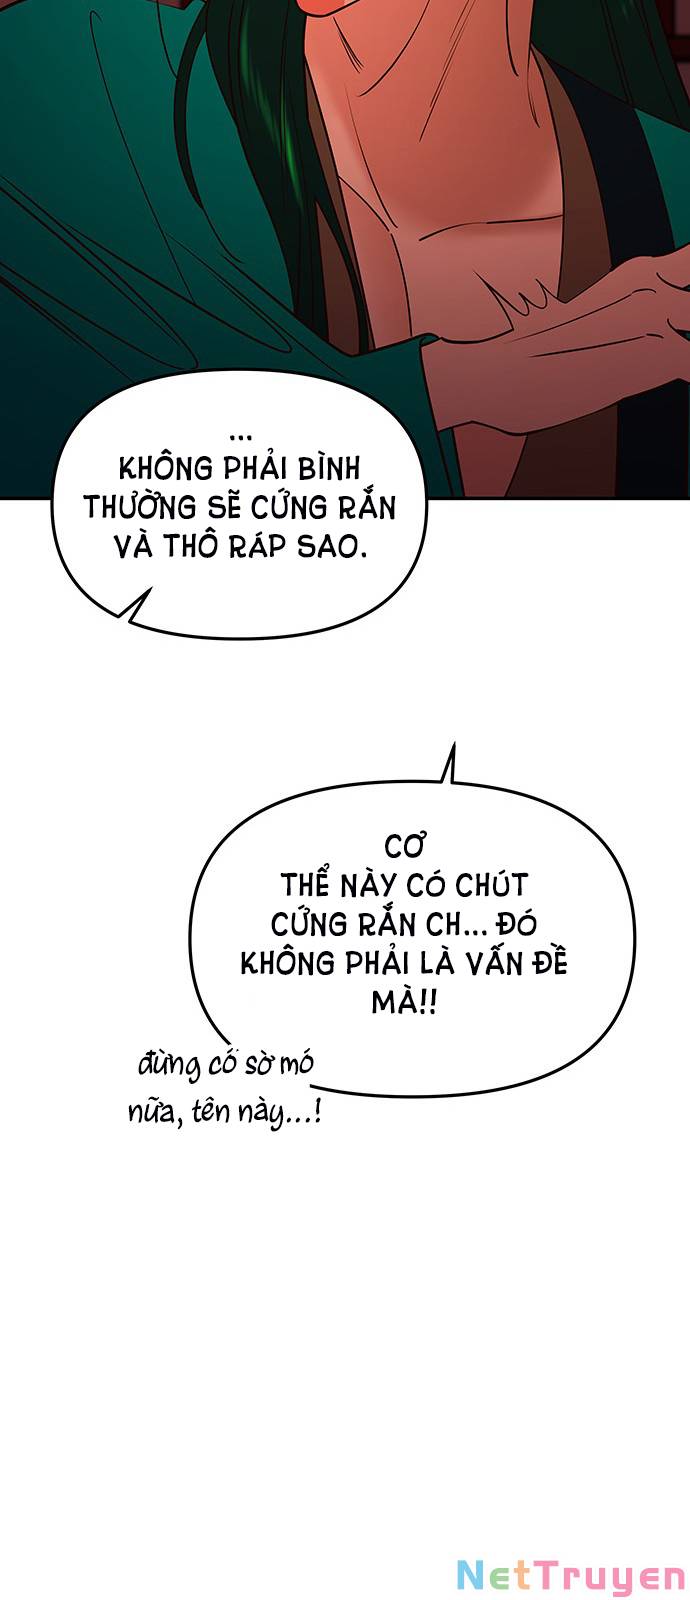 ...
KHÔNG PHẢI BÌNH
THƯỜNG SẼ CỨNG RẮN
VÀ THÔ RÁP SAO.
CƠ
THỂ NÀY CÓ CHÚT
CỨNG RẮN CH... ĐÓ
KHÔNG PHẢI LÀ VẤN ĐỀ
MÀ!!
đừng có sờ mó
nữa, tên này...!
NetTruyen